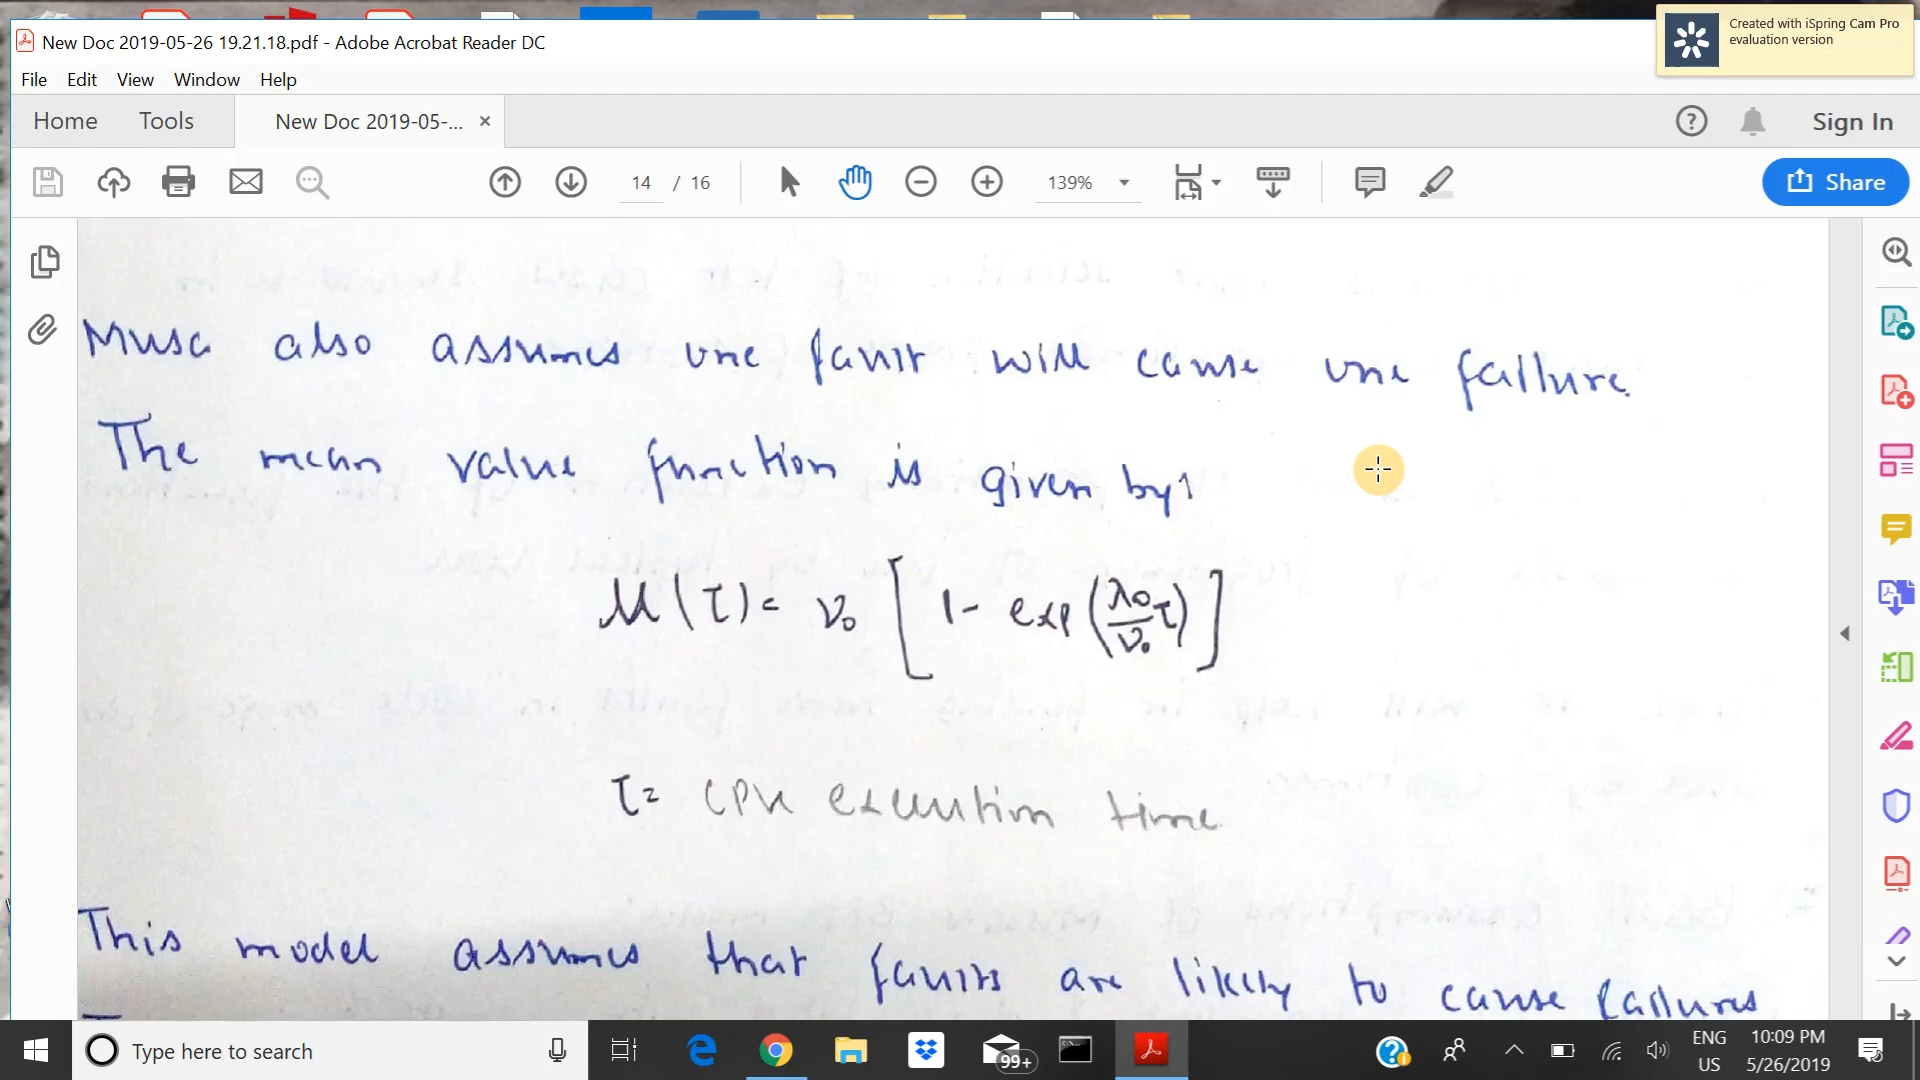 Created with iSpring Cam Pro
evaluation version
New Doc 2019-05-26 19.21.18.pdf - Adobe Acrobat Reader DC
File Edit View Window Help
Home Tools New Doc 2019-05-... × Sign In
14 / 16 139% Share
Musa also assumes one fault will cause one failure.
The mean value function is given by:
μ(τ) = ν₀ [1 - exp(λ₀/ν₀ τ)]
τ = CPU execution time
This model assumes that faults are likely to cause failures
Type here to search 99+ ENG 10:09 PM
US 5/26/2019